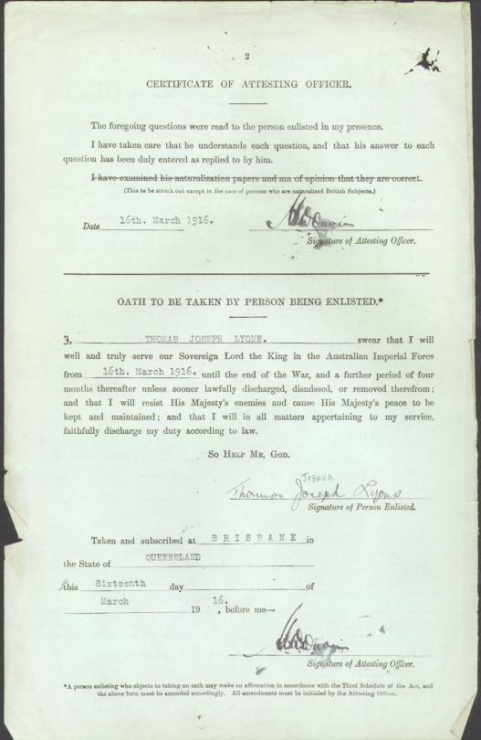 2
CERTIFICATE OF ATTESTING OFFICER.
The foregoing questions were read to the person enlisted in my presence.
I have taken care that he understands each question, and that his answer to each
question has been duly entered as replied to by him.
I have examined his naturalization papers and am of opinion that they are correct.
(This to be struck out except in the case of persons who are naturalized British Subjects.)
Date 16th. March 1916.
Signature of Attesting Officer.
OATH TO BE TAKEN BY PERSON BEING ENLISTED.*
I, THOMAS JOSEPH LYONS. swear that I will
well and truly serve our Sovereign Lord the King in the Australian Imperial Force
from 16th. March 1916. until the end of the War, and a further period of four
months thereafter unless sooner lawfully discharged, dismissed, or removed therefrom;
and that I will resist His Majesty's enemies and cause His Majesty's peace to be
kept and maintained; and that I will in all matters appertaining to my service,
faithfully discharge my duty according to law.
SO HELP ME, GOD.
JOSHUA
Thomas Joseph Lyons
Signature of Person Enlisted.
Taken and subscribed at BRISBANE in
the State of QUEENSLAND
this Sixteenth day of
March 19 16. , before me—
Signature of Attesting Officer.
*A person enlisting who objects to taking an oath may make an affirmation in accordance with the Third Schedule of the Act, and
the above form must be amended accordingly. All amendments must be initialed by the Attesting Officer.